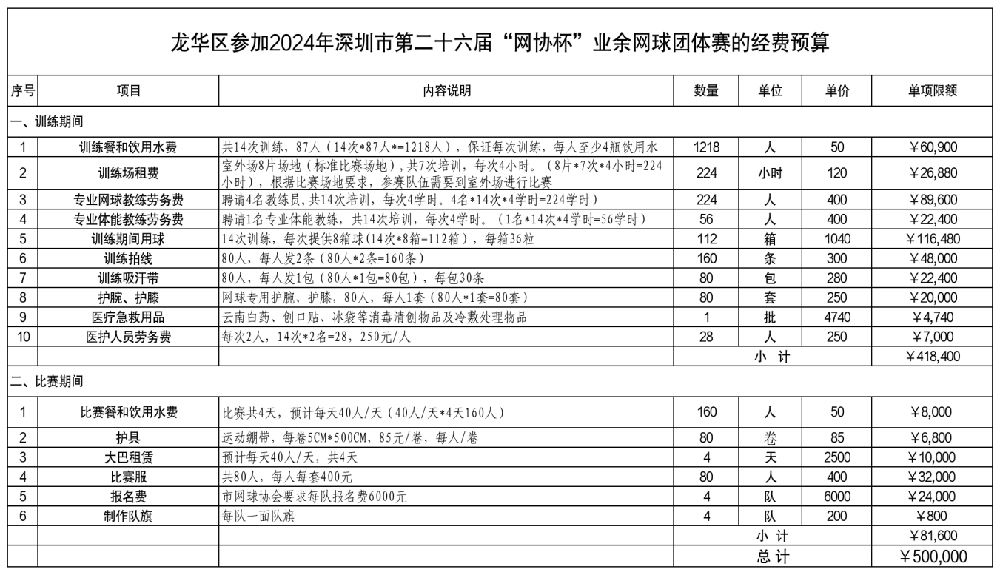 龙华区参加2024年深圳市第二十六届“网协杯”业余网球团体赛的经费预算
序号 项目 内容说明 数量 单位 单价 单项限额
一、训练期间
1 训练餐和饮用水费 共14次训练，87人（14次*87人*=1218人），保证每次训练，每人至少4瓶饮用水 1218 人 50 ￥60,900
2 训练场租费 室外场8片场地（标准比赛场地）,共7次培训，每次4小时。（8片*7次*4小时=224
小时），根据比赛场地要求，参赛队伍需要到室外场进行比赛 224 小时 120 ￥26,880
3 专业网球教练劳务费 聘请4名教练员,共14次培训，每次4学时。4名*14次*4学时=224学时） 224 人 400 ￥89,600
4 专业体能教练劳务费 聘请1名专业体能教练，共14次培训，每次4学时。（1名*14次*4学时=56学时） 56 人 400 ￥22,400
5 训练期间用球 14次训练，每次提供8箱球(14次*8箱=112箱），每箱36粒 112 箱 1040 ￥116,480
6 训练拍线 80人，每人发2条（80人*2条=160条） 160 条 300 ￥48,000
7 训练吸汗带 80人，每人发1包（80人*1包=80包），每包30条 80 包 280 ￥22,400
8 护腕、护膝 网球专用护腕、护膝，80人，每人1套（80人*1套=80套） 80 套 250 ￥20,000
9 医疗急救用品 云南白药、创口贴、冰袋等消毒清创物品及冷敷处理物品 1 批 4740 ￥4,740
10 医护人员劳务费 每次2人，14次*2名=28，250元/人 28 人 250 ￥7,000
小 计 ￥418,400
二、比赛期间
1 比赛餐和饮用水费 比赛共4天，预计每天40人/天（40人/天*4天160人） 160 人 50 ￥8,000
2 护具 运动绷带，每卷5CM*500CM，85元/卷，每人/卷 80 卷 85 ￥6,800
3 大巴租赁 预计每天40人/天，共4天 4 天 2500 ￥10,000
4 比赛服 共80人，每人每套400元 80 人 400 ￥32,000
5 报名费 市网球协会要求每队报名费6000元 4 队 6000 ￥24,000
6 制作队旗 每队一面队旗 4 队 200 ￥800
小 计 ￥81,600
总 计 ￥500,000